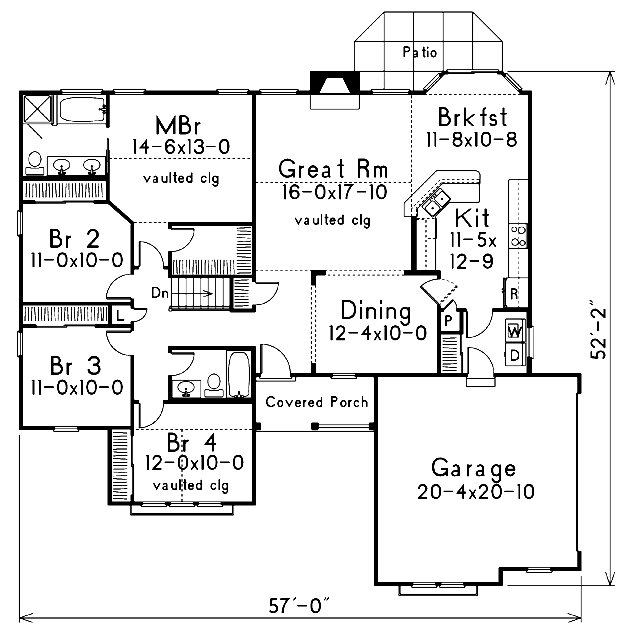 Patio
MBr
14-6x13-0
vaulted clg
Great Rm
16-0x17-10
vaulted clg
Brkfst
11-8x10-8
Kit
11-5x
12-9
R
Br 2
11-0x10-0
Dn
L
Dining
12-4x10-0
P
W
D
Br 3
11-0x10-0
Covered Porch
Br 4
12-0x10-0
vaulted clg
Garage
20-4x20-10
52'-2"
57'-0"